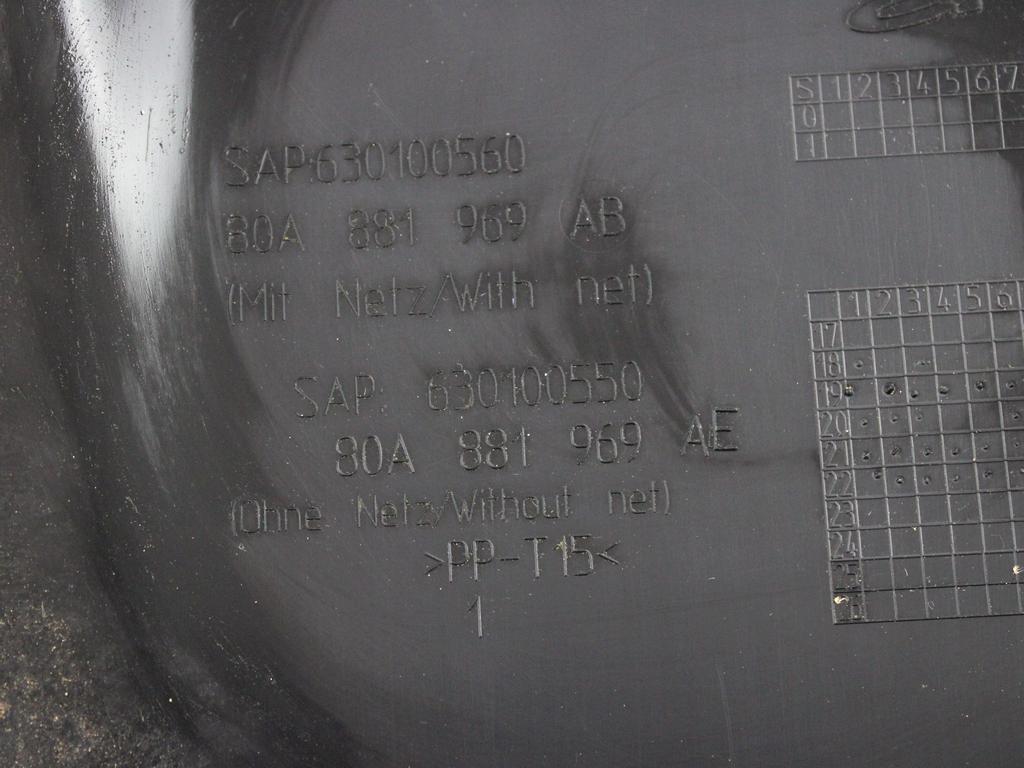 SAP:630100560
80A 881 969 AB
(Mit Netz/With net)
SAP: 630100550
80A 881 969 AE
(Ohne Netz/Without net)
>PP-T15<
1
S 1 2 3 4 5 6 7
0
1
1 2 3 4 5 6
17
18
19
20
21
22
23
24
25